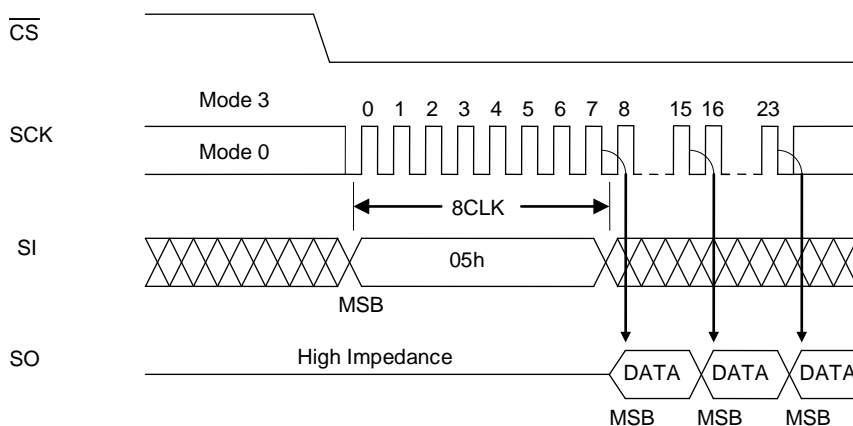 CS
Mode 3
0 1 2 3 4 5 6 7 8 15 16 23
SCK
Mode 0
8CLK
SI
05h
MSB
High Impedance
SO
DATA DATA DATA
MSB MSB MSB